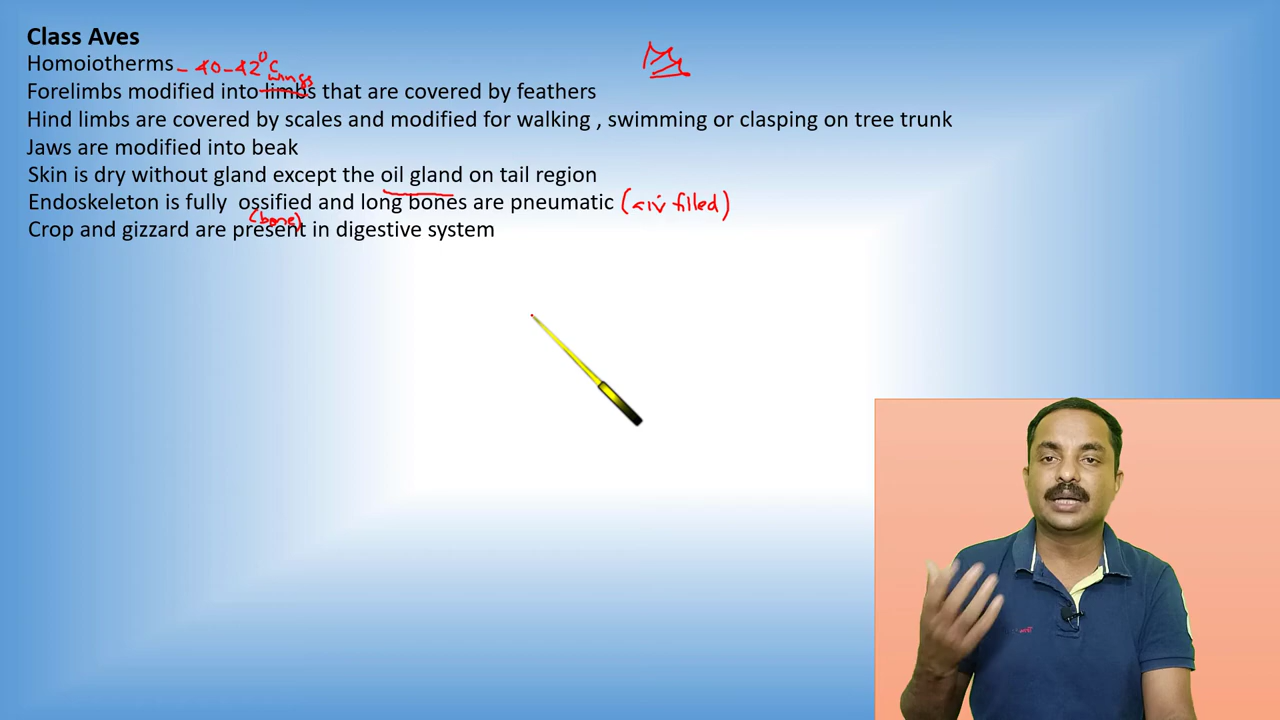 Class Aves
Homoiotherms - 40-42°C
wings
Forelimbs modified into limbs that are covered by feathers
Hind limbs are covered by scales and modified for walking , swimming or clasping on tree trunk
Jaws are modified into beak
Skin is dry without gland except the oil gland on tail region
Endoskeleton is fully ossified and long bones are pneumatic (air filled)
(bone)
Crop and gizzard are present in digestive system